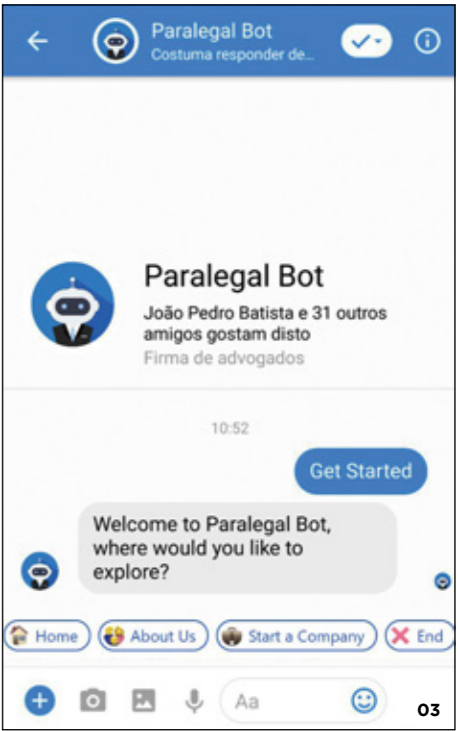 Paralegal Bot
Costuma responder de...
Paralegal Bot
João Pedro Batista e 31 outros
amigos gostam disto
Firma de advogados
10:52
Get Started
Welcome to Paralegal Bot,
where would you like to
explore?
Home About Us Start a Company End
Aa
03